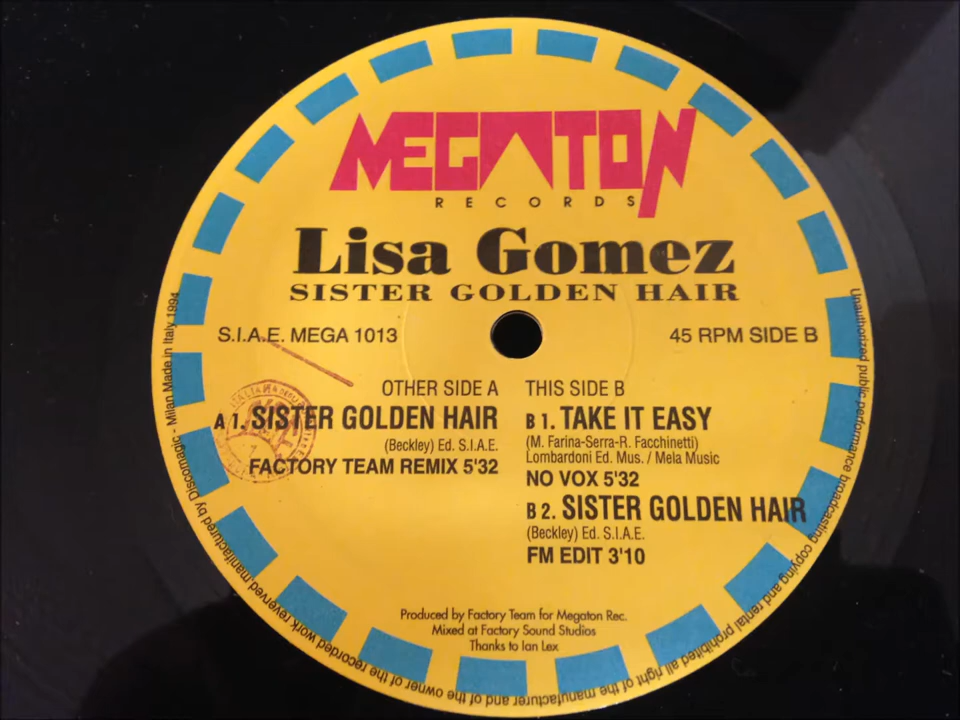 MEGATON
RECORDS
Lisa Gomez
SISTER GOLDEN HAIR
S.I.A.E. MEGA 1013
45 RPM SIDE B
OTHER SIDE A
A 1. SISTER GOLDEN HAIR
(Beckley) Ed. S.I.A.E.
FACTORY TEAM REMIX 5'32
THIS SIDE B
B 1. TAKE IT EASY
(M. Farina-Serra-R. Facchinetti)
Lombardoni Ed. Mus. / Mela Music
NO VOX 5'32
B 2. SISTER GOLDEN HAIR
(Beckley) Ed. S.I.A.E.
FM EDIT 3'10
Produced by Factory Team for Megaton Rec.
Mixed at Factory Sound Studios
Thanks to Ian Lex
Unauthorized public performance broadcasting copying and rental prohibited all right of the manufacturer and of the owner of the recorded work reverved manifactured by Discomagic - Milan Made in Italy 1994